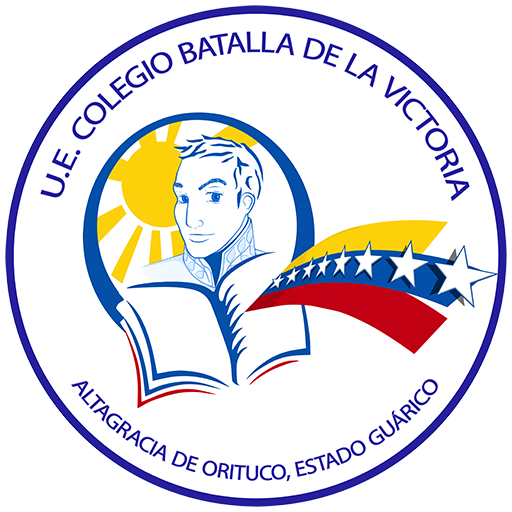 U.E. COLEGIO BATALLA DE LA VICTORIA
ALTAGRACIA DE ORITUCO, ESTADO GUÁRICO